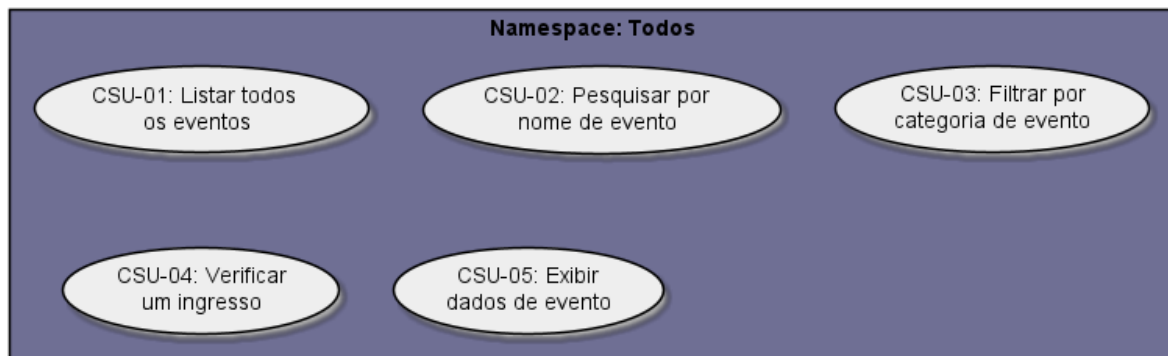 Namespace: Todos
CSU-01: Listar todos
os eventos
CSU-02: Pesquisar por
nome de evento
CSU-03: Filtrar por
categoria de evento
CSU-04: Verificar
um ingresso
CSU-05: Exibir
dados de evento